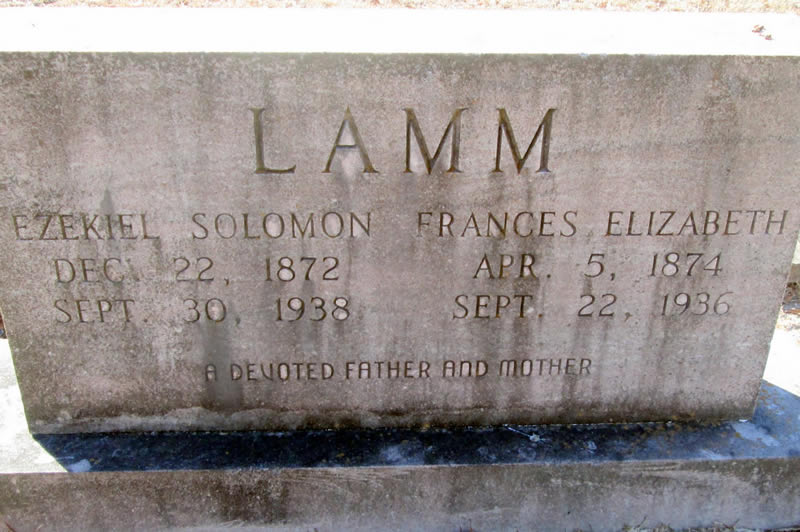 LAMM
EZEKIEL SOLOMON FRANCES ELIZABETH
DEC. 22, 1872 APR. 5, 1874
SEPT. 30, 1938 SEPT. 22, 1936
A DEVOTED FATHER AND MOTHER